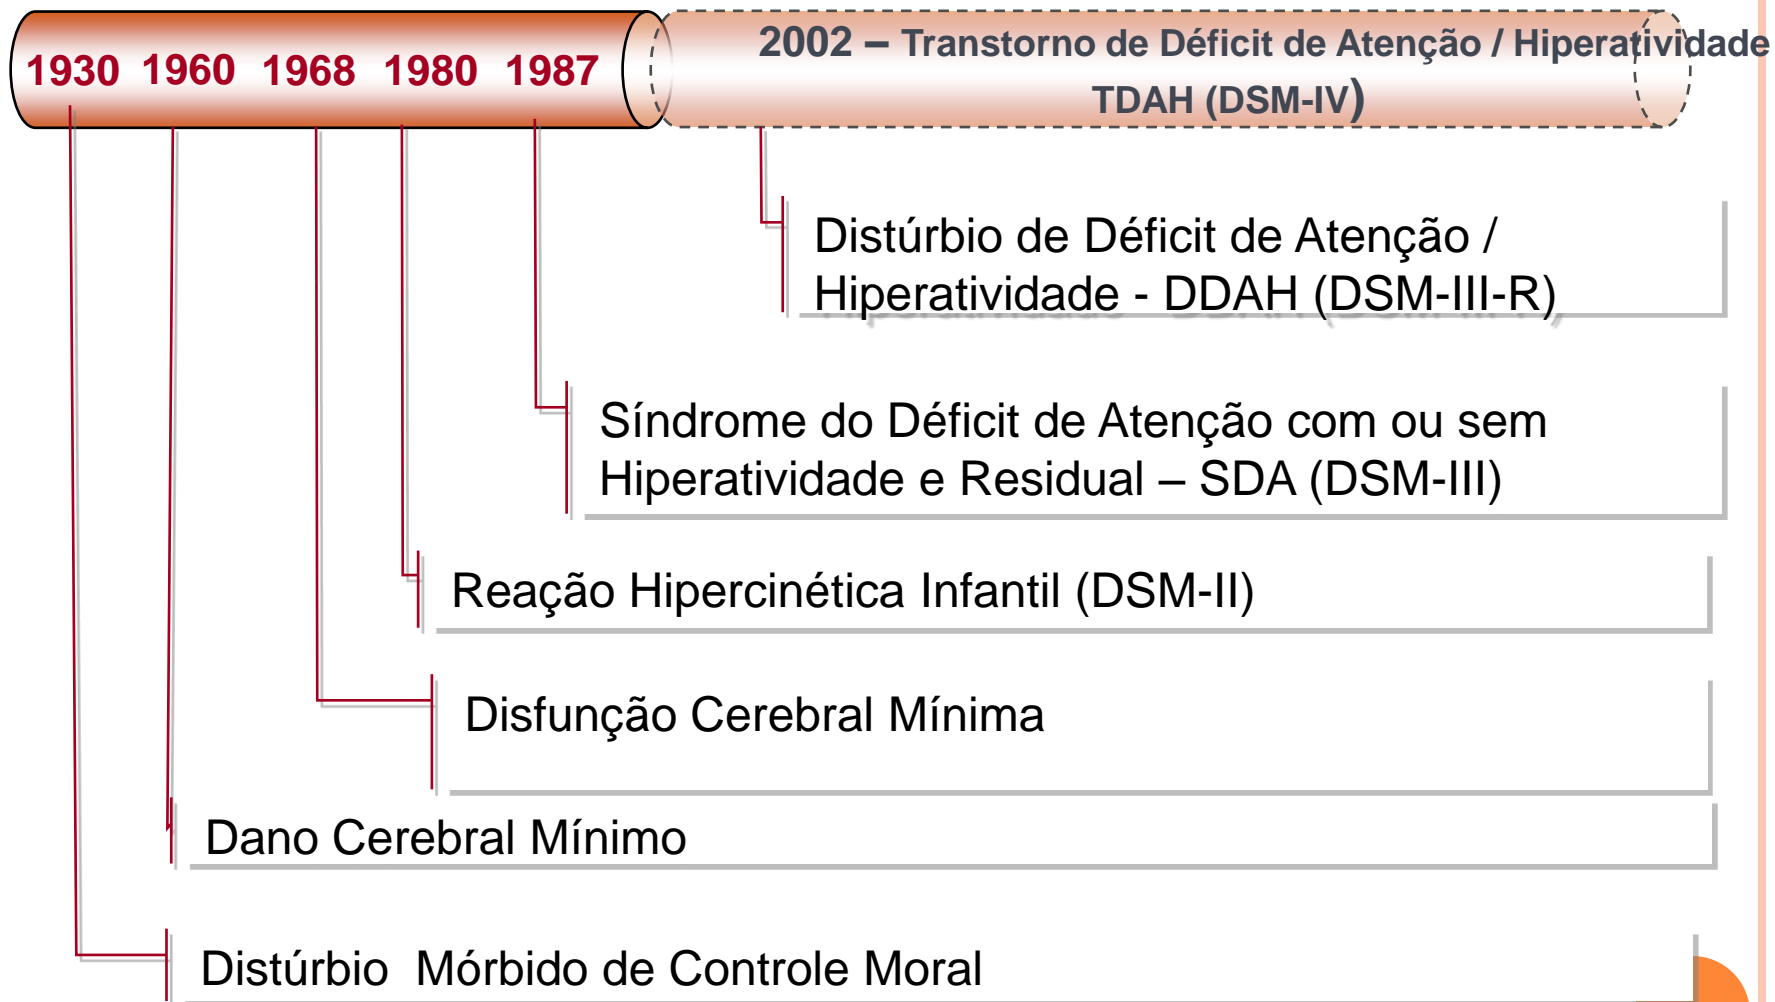 1930 1960 1968 1980 1987
2002 – Transtorno de Déficit de Atenção / Hiperatividade
TDAH (DSM-IV)
Distúrbio de Déficit de Atenção /
Hiperatividade - DDAH (DSM-III-R)
Síndrome do Déficit de Atenção com ou sem
Hiperatividade e Residual – SDA (DSM-III)
Reação Hipercinética Infantil (DSM-II)
Disfunção Cerebral Mínima
Dano Cerebral Mínimo
Distúrbio Mórbido de Controle Moral